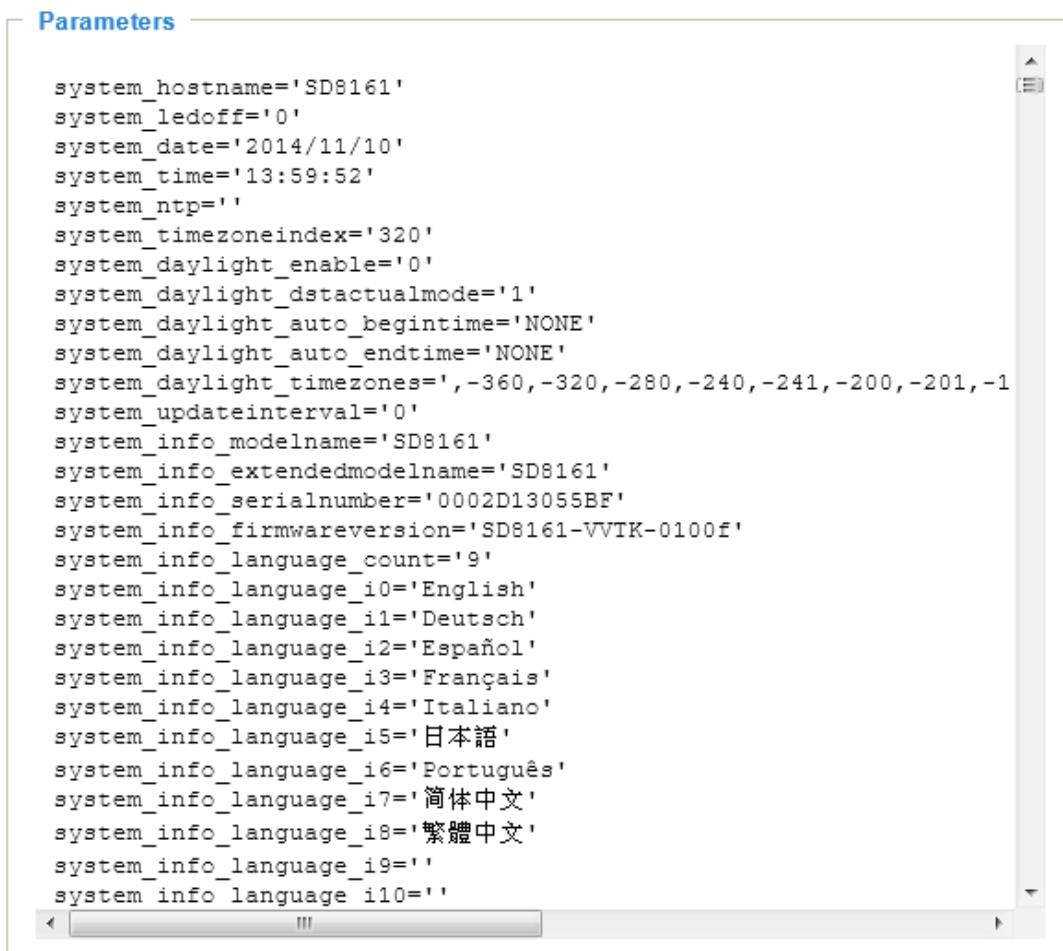 Parameters
system_hostname='SD8161'
system_ledoff='0'
system_date='2014/11/10'
system_time='13:59:52'
system_ntp=''
system_timezoneindex='320'
system_daylight_enable='0'
system_daylight_dstactualmode='1'
system_daylight_auto_begintime='NONE'
system_daylight_auto_endtime='NONE'
system_daylight_timezones=',-360,-320,-280,-240,-241,-200,-201,-1
system_updateinterval='0'
system_info_modelname='SD8161'
system_info_extendedmodelname='SD8161'
system_info_serialnumber='0002D13055BF'
system_info_firmwareversion='SD8161-VVTK-0100f'
system_info_language_count='9'
system_info_language_i0='English'
system_info_language_i1='Deutsch'
system_info_language_i2='Español'
system_info_language_i3='Français'
system_info_language_i4='Italiano'
system_info_language_i5='日本語'
system_info_language_i6='Português'
system_info_language_i7='简体中文'
system_info_language_i8='繁體中文'
system_info_language_i9=''
system_info_language_i10=''